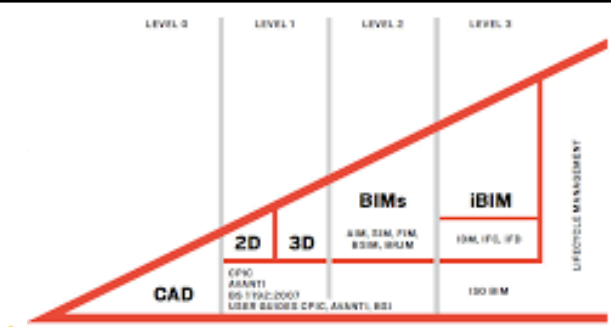 LEVEL 0
LEVEL 1
LEVEL 2
LEVEL 3
BIMs
iBIM
AIM, SIM, FIM,
BSIM, BRIM
IDM, IFC, IFD
2D
3D
LIFECYCLE MANAGEMENT
CAD
CPIC
AVANTI
BS 1192:2007
USER GUIDES CPIC, AVANTI, BSI
ISO BIM